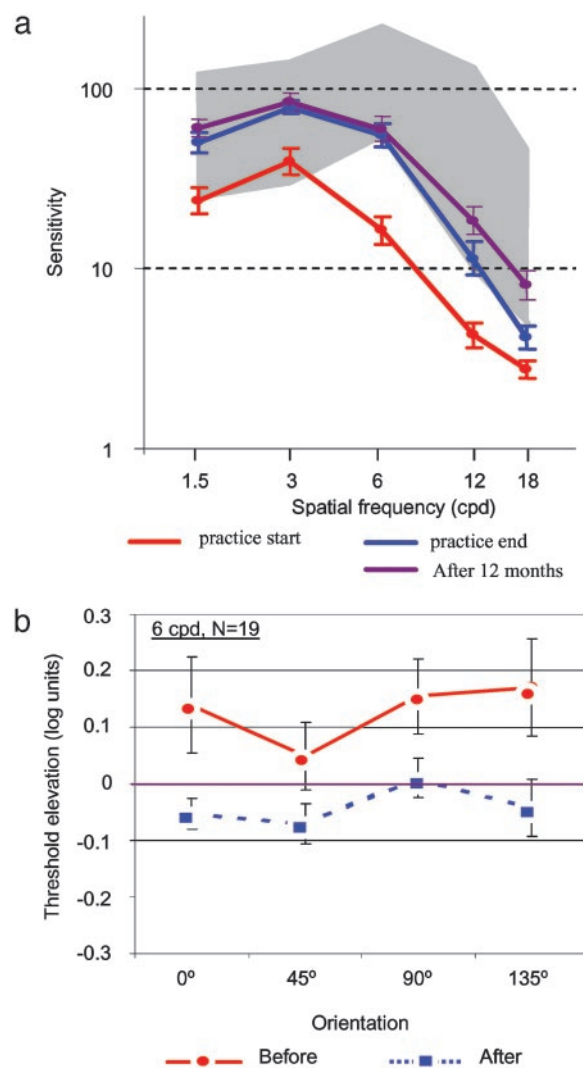 a
100
10
1
Sensitivity
1.5 3 6 12 18
Spatial frequency (cpd)
practice start practice end
After 12 months
b
6 cpd, N=19
0.3
0.2
0.1
0
-0.1
-0.2
-0.3
Threshold elevation (log units)
0º 45º 90º 135º
Orientation
Before After